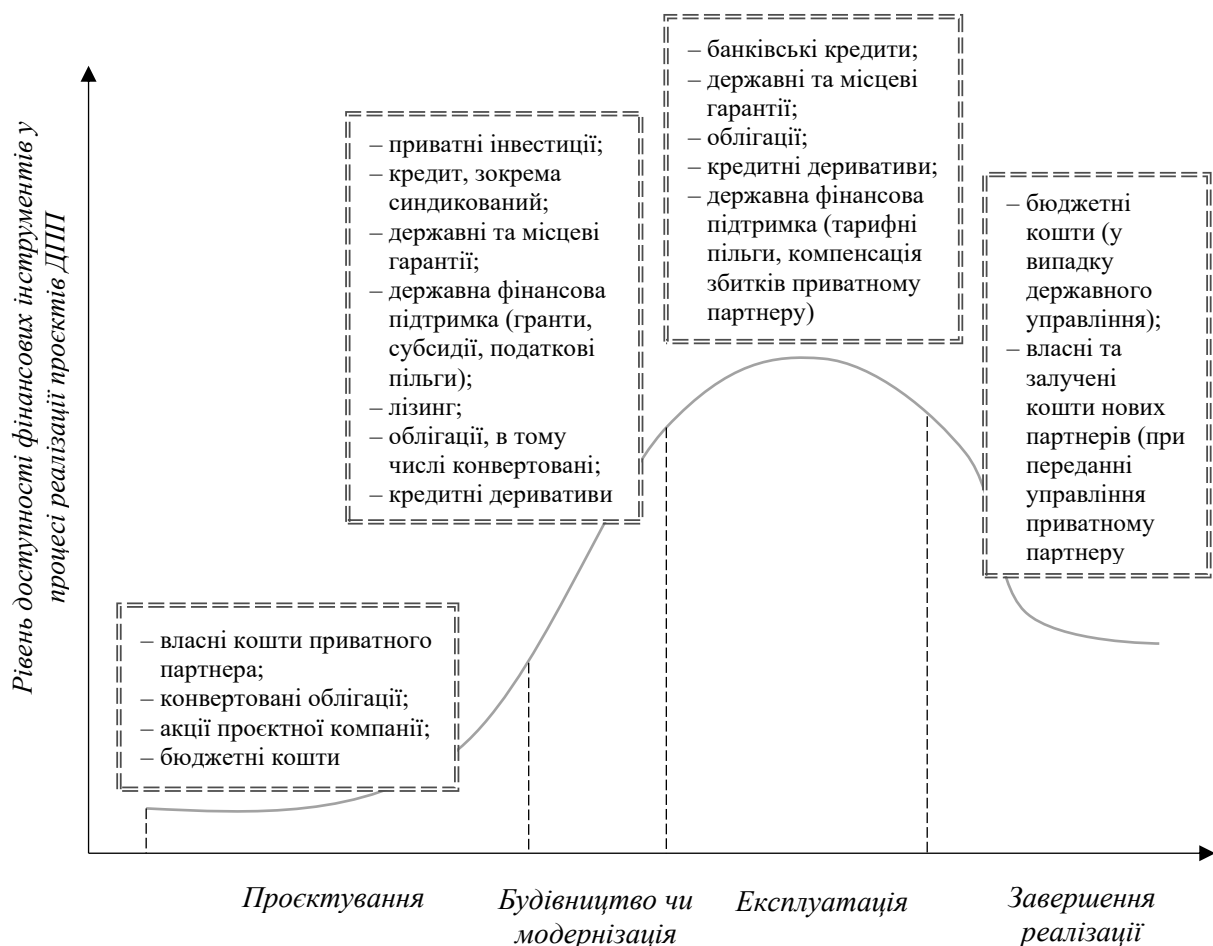 Рівень доступності фінансових інструментів у
процесі реалізації проєктів ДПП
– власні кошти приватного
партнера;
– конвертовані облігації;
– акції проєктної компанії;
– бюджетні кошти
– приватні інвестиції;
– кредит, зокрема
синдикований;
– державні та місцеві
гарантії;
– державна фінансова
підтримка (гранти,
субсидії, податкові
пільги);
– лізинг;
– облігації, в тому
числі конвертовані;
– кредитні деривативи
– банківські кредити;
– державні та місцеві
гарантії;
– облігації;
– кредитні деривативи;
– державна фінансова
підтримка (тарифні
пільги, компенсація
збитків приватному
партнеру)
– бюджетні
кошти (у
випадку
державного
управління);
– власні та
залучені
кошти нових
партнерів (при
переданні
управління
приватному
партнеру
Проєктування
Будівництво чи
модернізація
Експлуатація
Завершення
реалізації